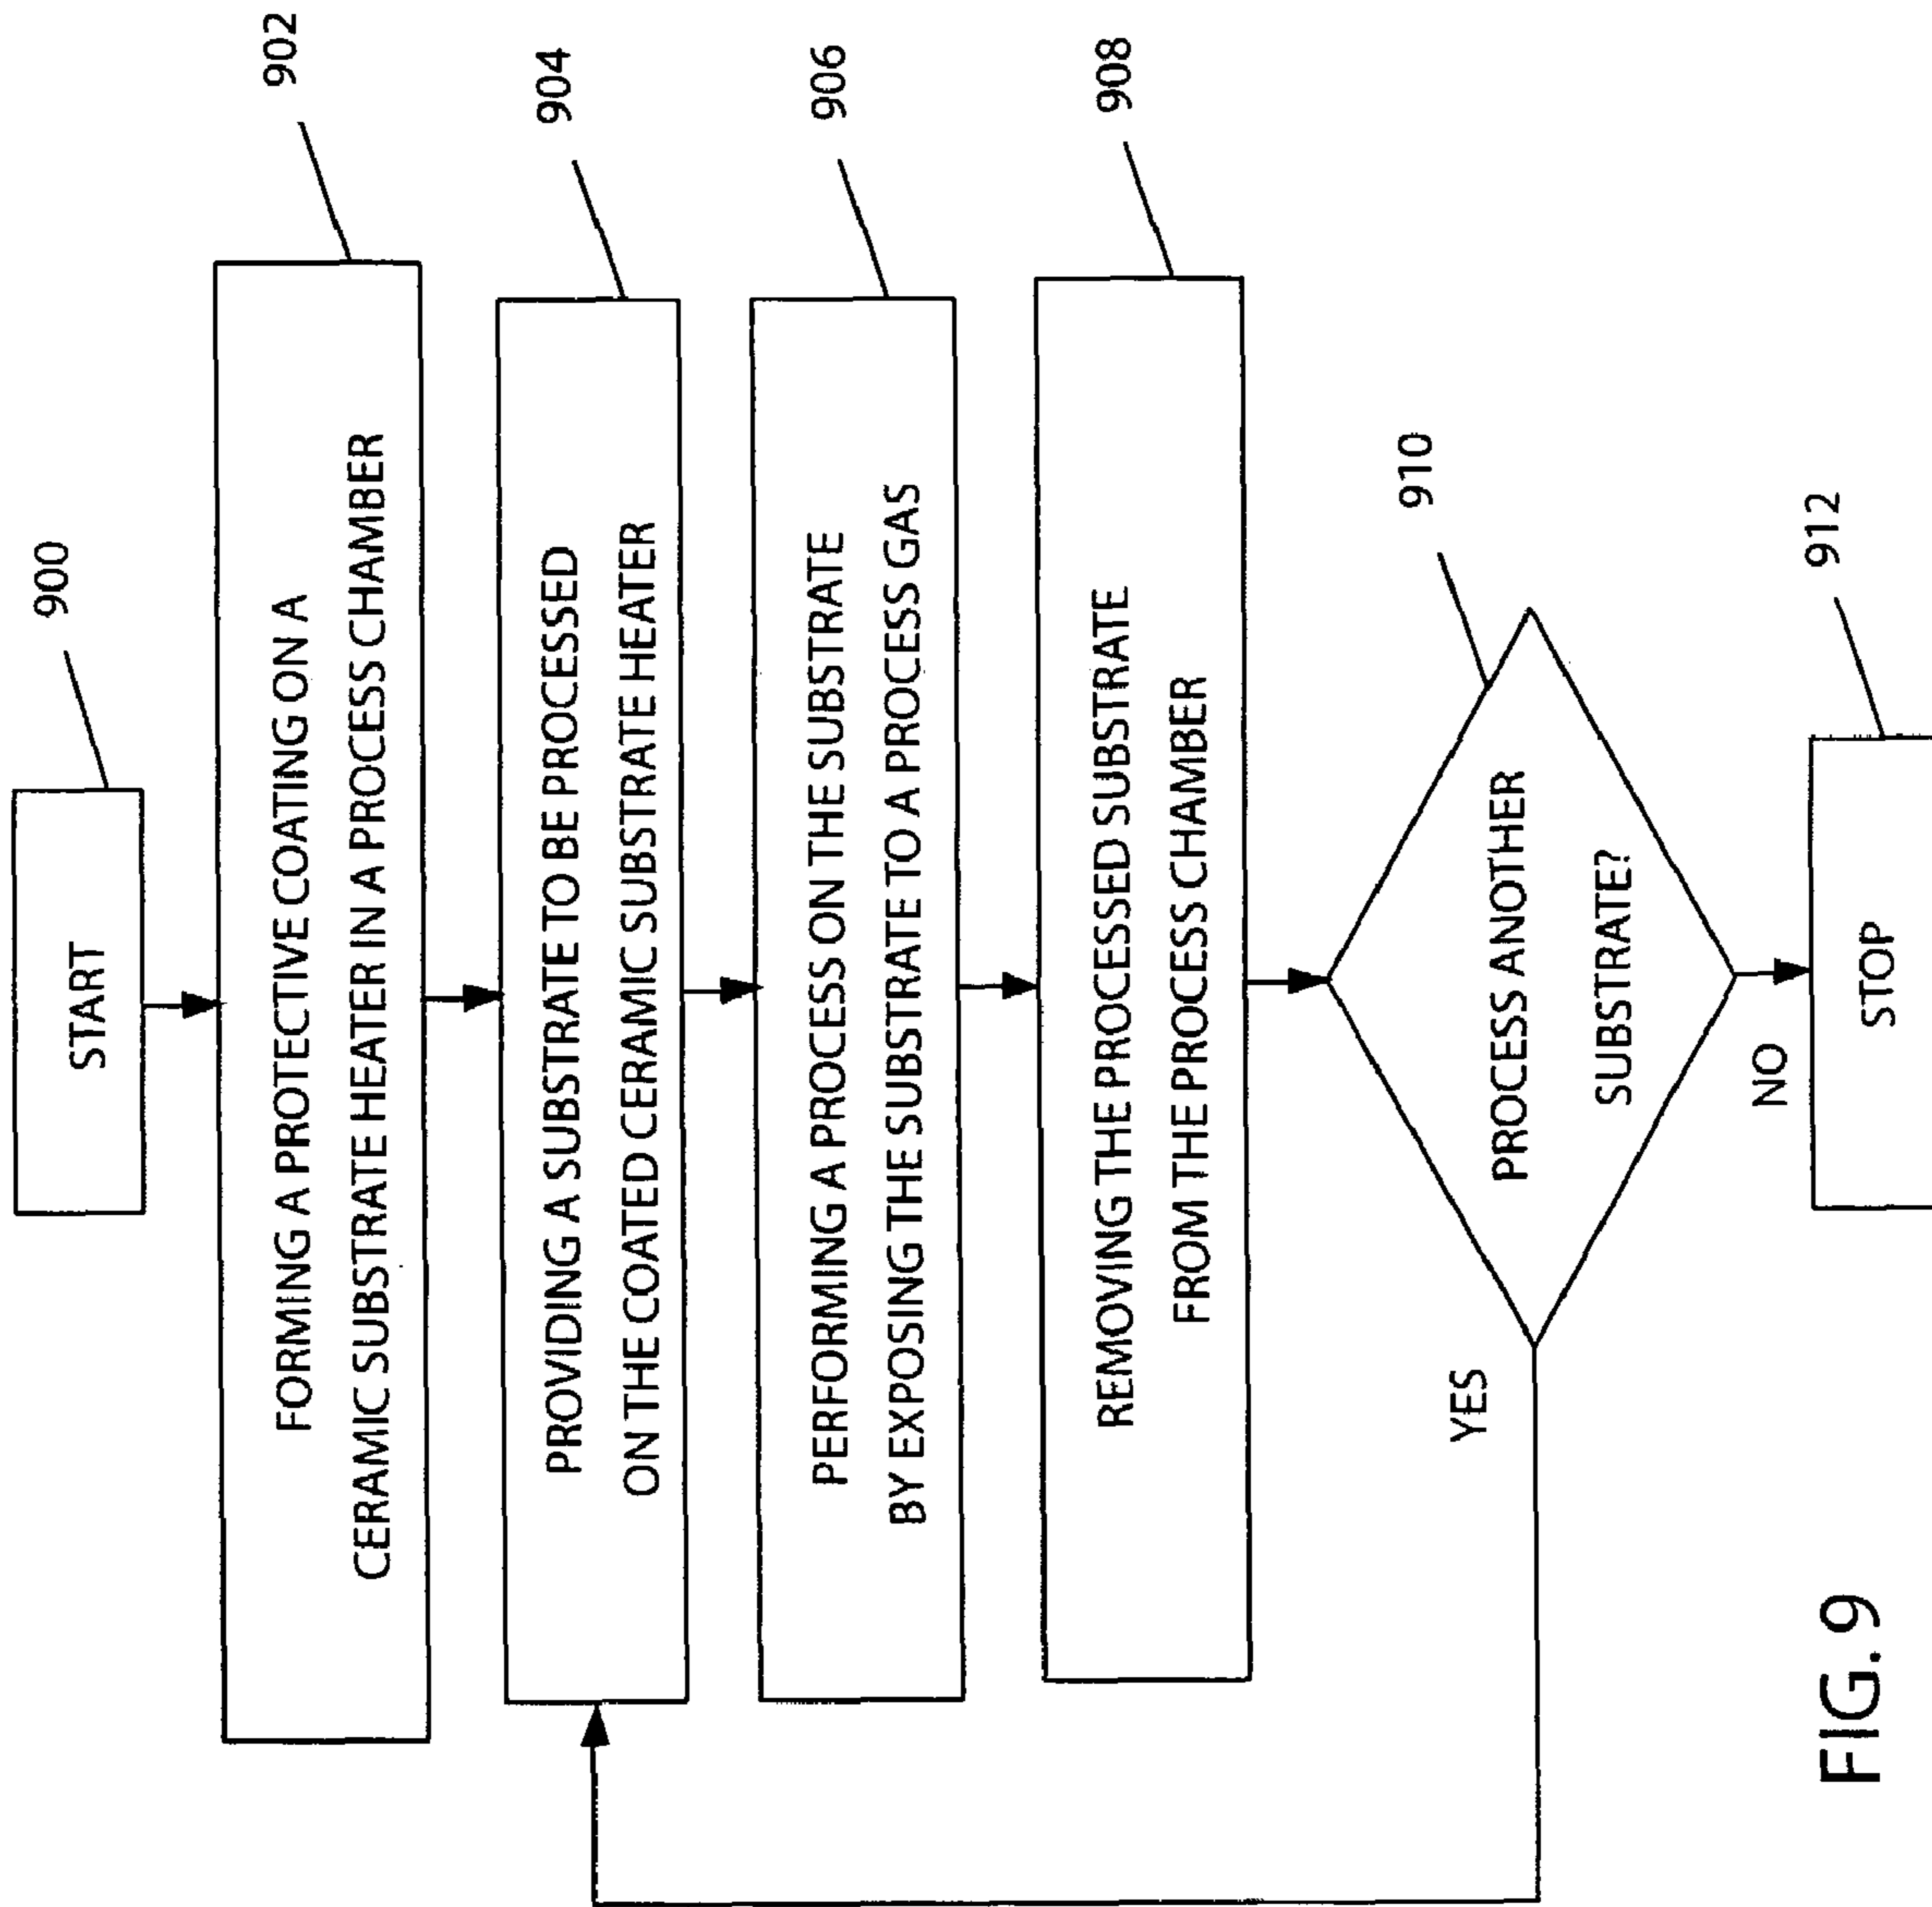 900
START
902
FORMING A PROTECTIVE COATING ON A
CERAMIC SUBSTRATE HEATER IN A PROCESS CHAMBER
904
PROVIDING A SUBSTRATE TO BE PROCESSED
ON THE COATED CERAMIC SUBSTRATE HEATER
906
PERFORMING A PROCESS ON THE SUBSTRATE
BY EXPOSING THE SUBSTRATE TO A PROCESS GAS
908
REMOVING THE PROCESSED SUBSTRATE
FROM THE PROCESS CHAMBER
910
PROCESS ANOTHER
SUBSTRATE?
YES
NO
912
STOP
FIG. 9